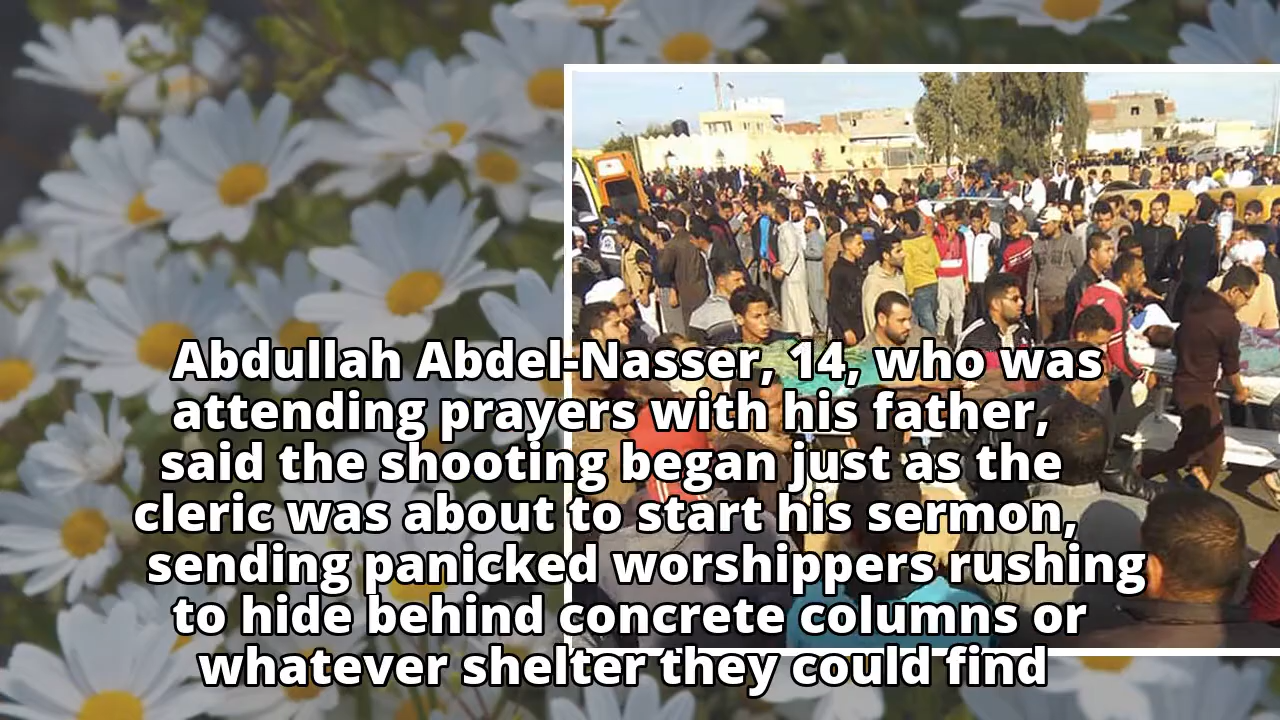 Abdullah Abdel-Nasser, 14, who was
attending prayers with his father,
said the shooting began just as the
cleric was about to start his sermon,
sending panicked worshippers rushing
to hide behind concrete columns or
whatever shelter they could find